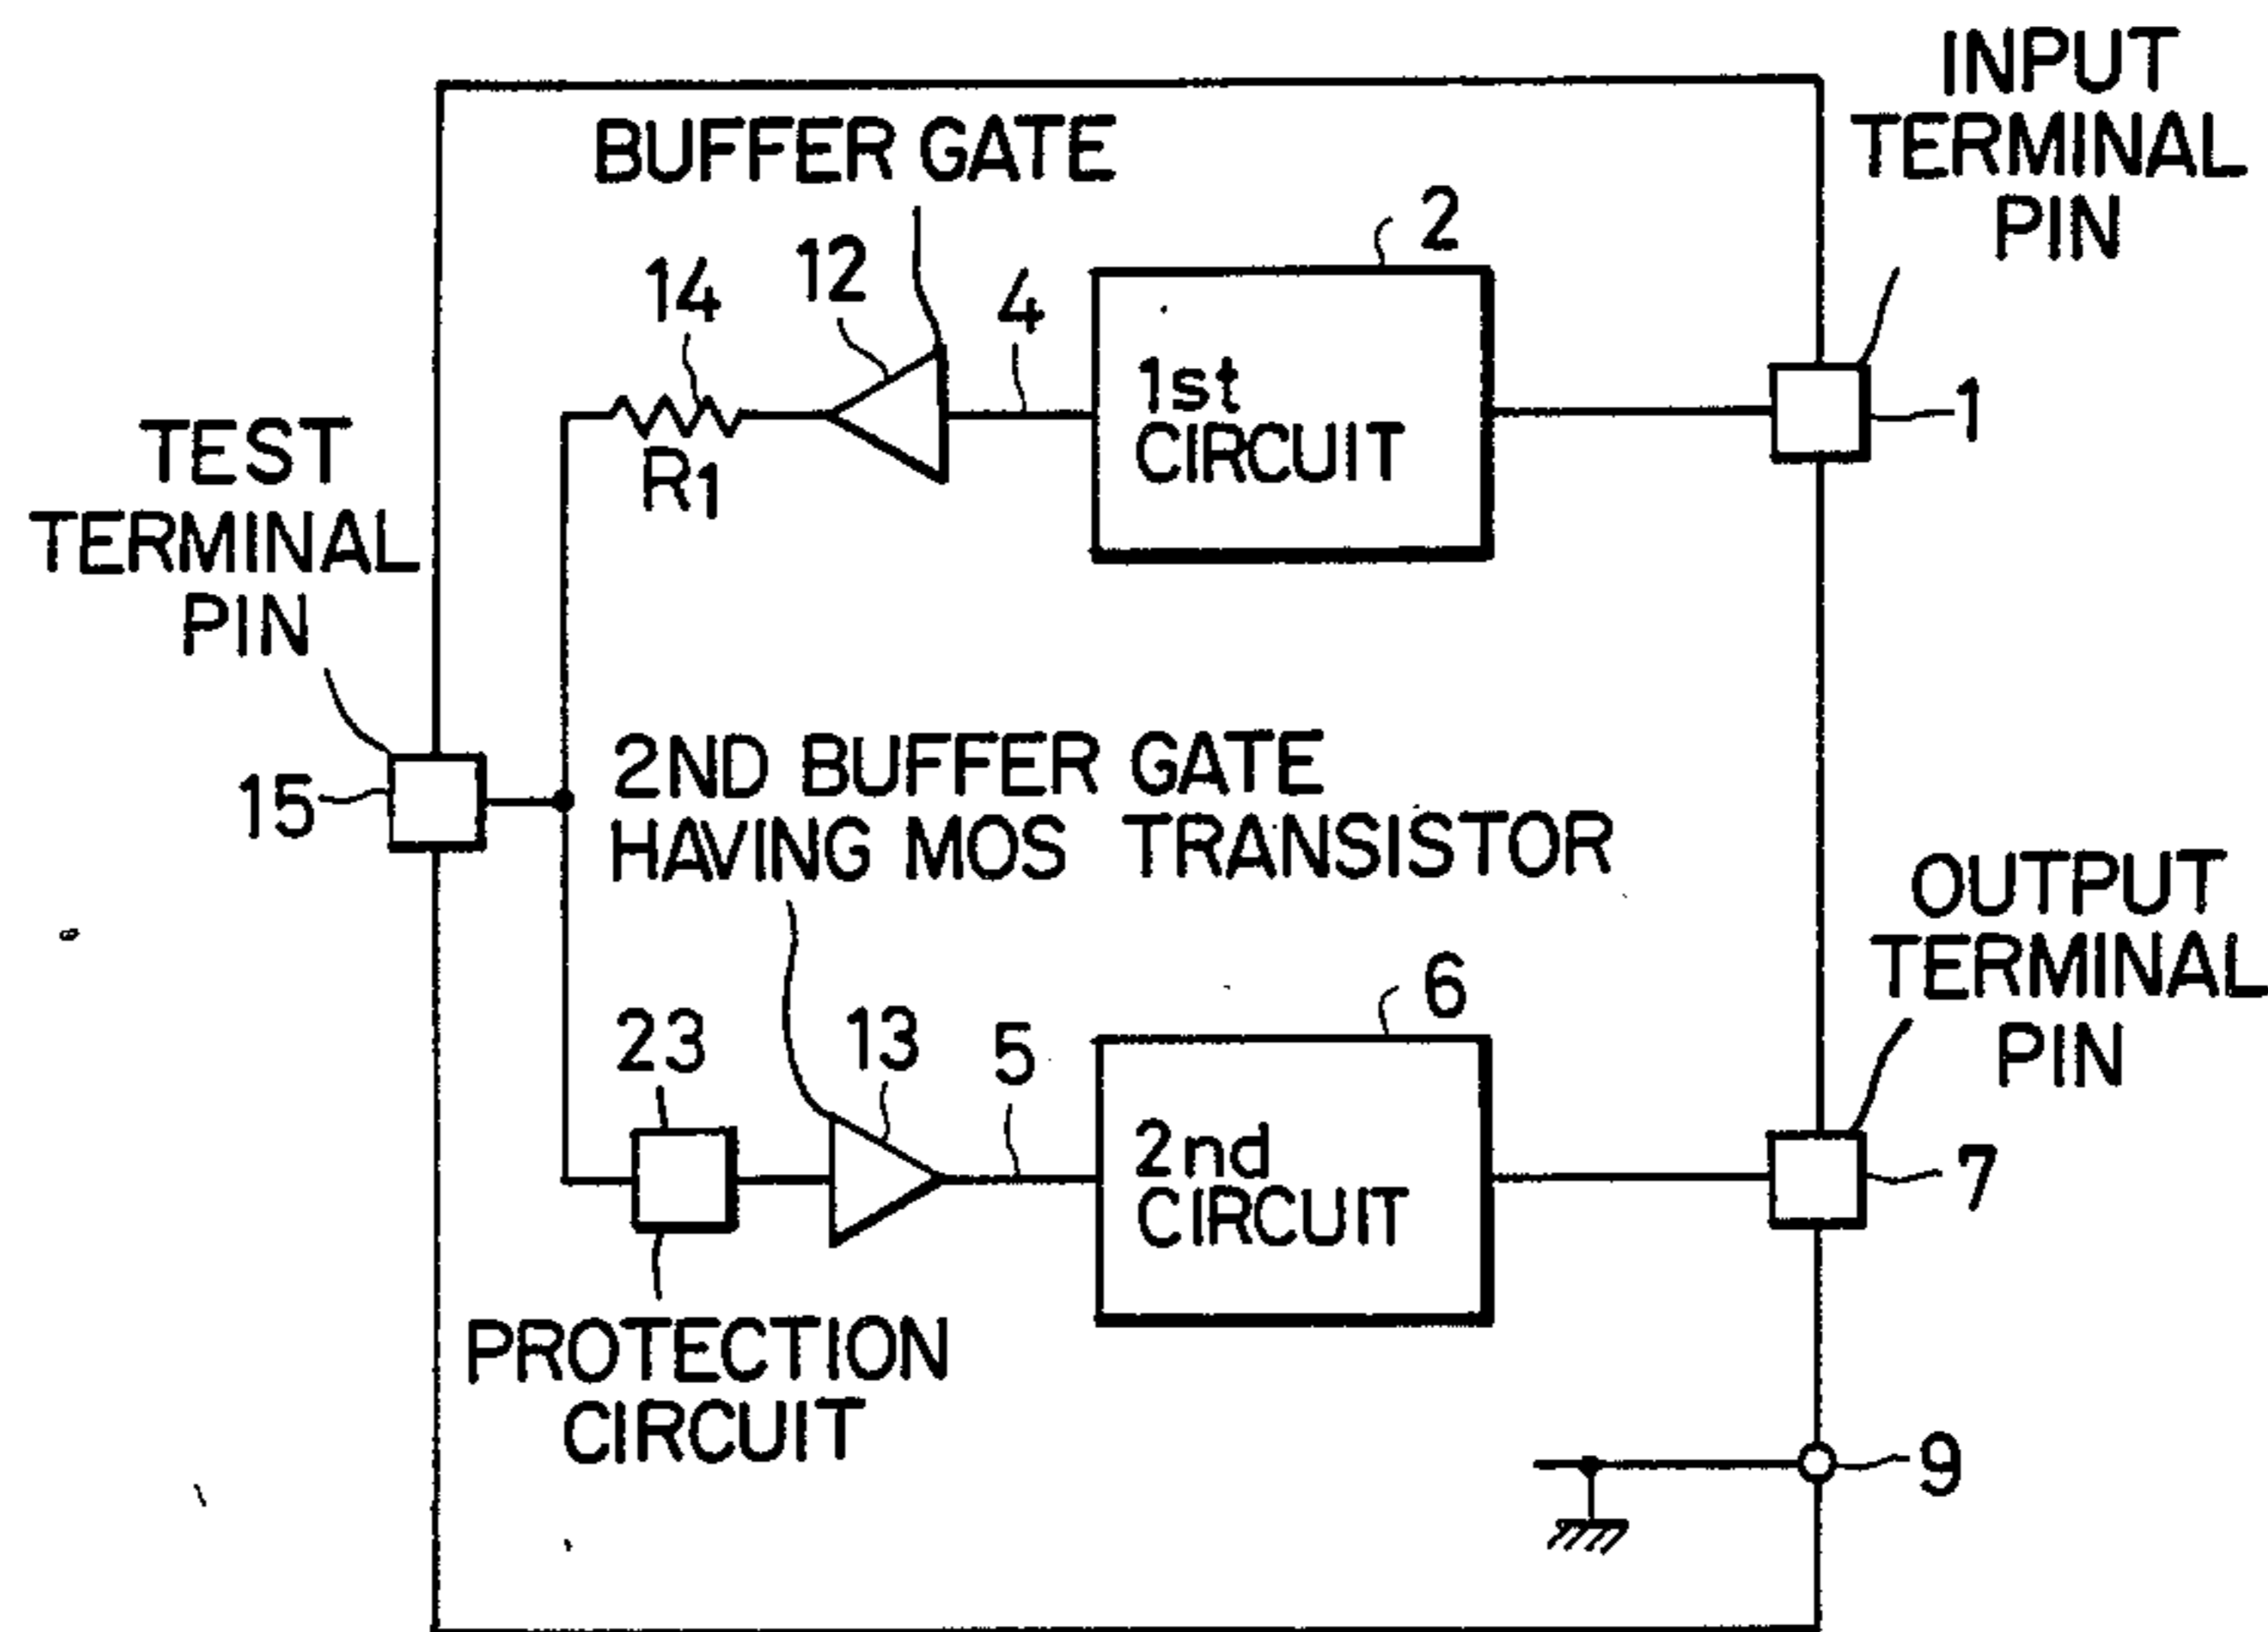 INPUT
TERMINAL
PIN
BUFFER GATE
2
12
14
4
1st
CIRCUIT
1
R1
TEST
TERMINAL
PIN
15
2ND BUFFER GATE
HAVING MOS TRANSISTOR
OUTPUT
TERMINAL
PIN
6
23
13
5
2nd
CIRCUIT
7
PROTECTION
CIRCUIT
9